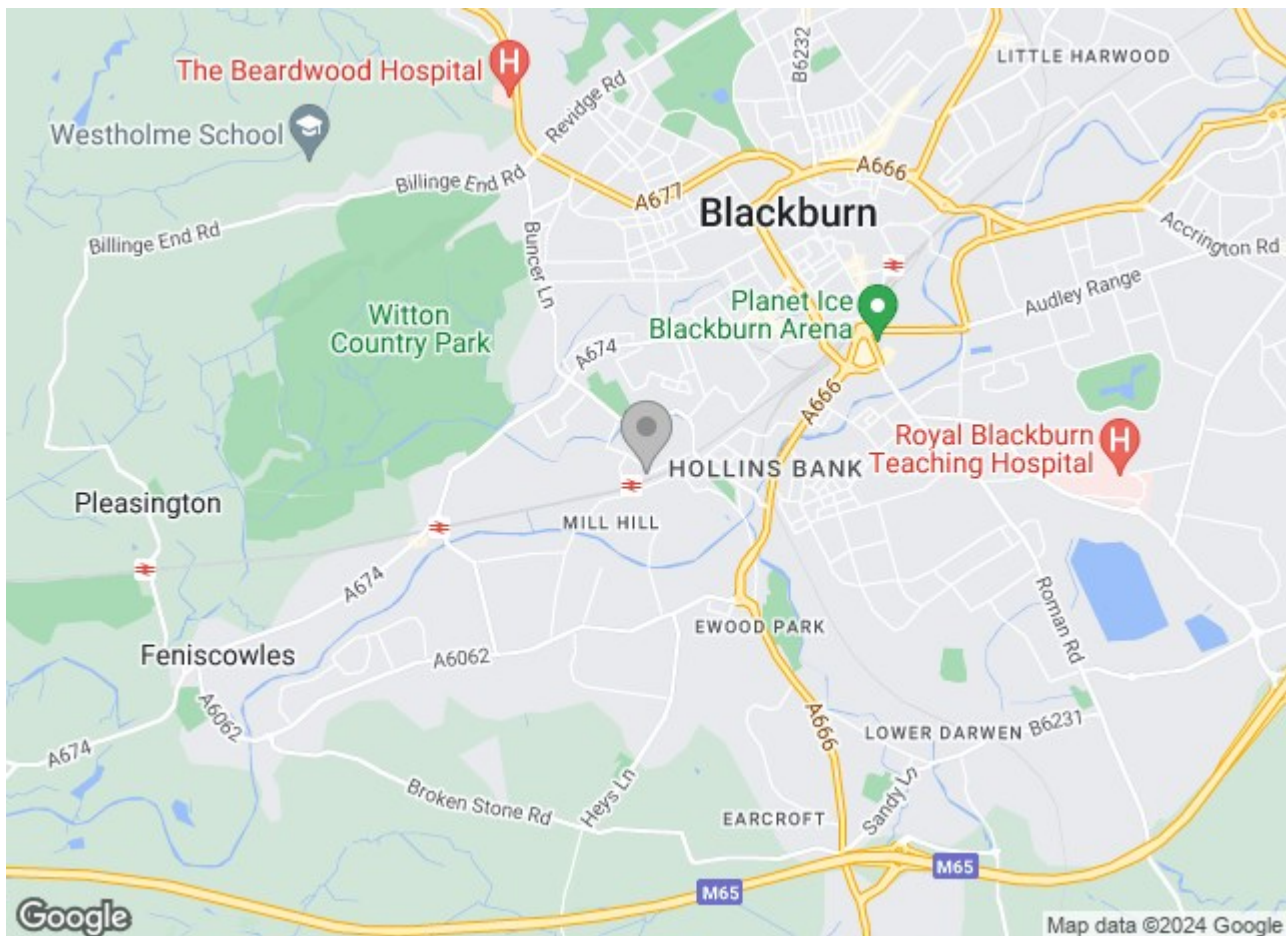 LITTLE HARWOOD
B6232
The Beardwood Hospital
H
Revidge Rd
Westholme School
A666
Billinge End Rd
A677
Blackburn
Billinge End Rd
Buncer Ln
Accrington Rd
Audley Range
Planet Ice
Blackburn Arena
Witton
Country Park
A674
A666
Royal Blackburn
Teaching Hospital
H
HOLLINS BANK
Pleasington
MILL HILL
A674
Roman Rd
EWOOD PARK
Feniscowles
A6062
A6062
A666
LOWER DARWEN
B6231
A674
Heys Ln
Sandy Ln
Broken Stone Rd
EARCROFT
M65
M65
Google
Map data ©2024 Google